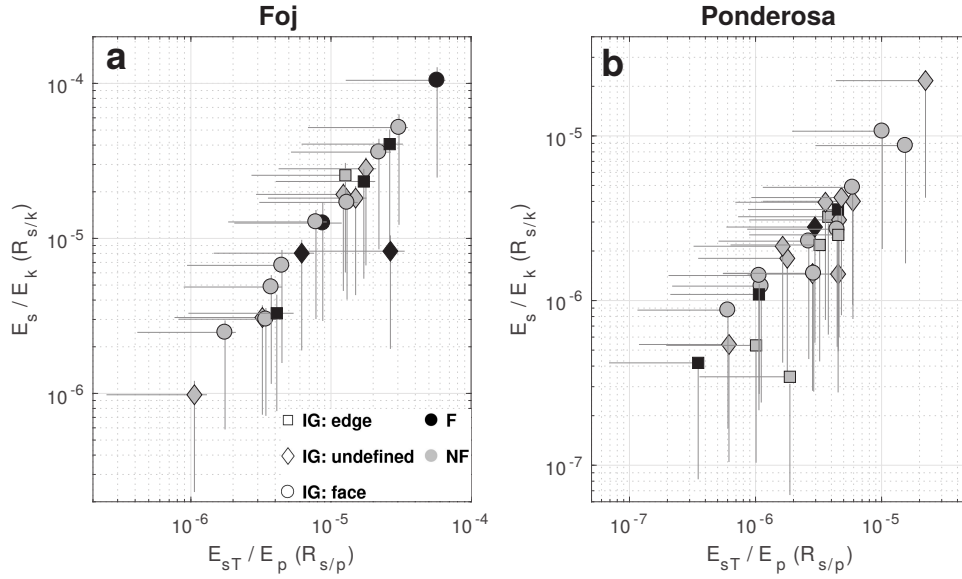 Foj
Ponderosa
a
b
10^-4
10^-5
10^-6
E_s / E_k (R_s/k)
10^-5
10^-6
10^-7
E_s / E_k (R_s/k)
IG: edge
F
IG: undefined
NF
IG: face
10^-6
10^-5
10^-4
E_sT / E_p (R_s/p)
10^-7
10^-6
10^-5
E_sT / E_p (R_s/p)